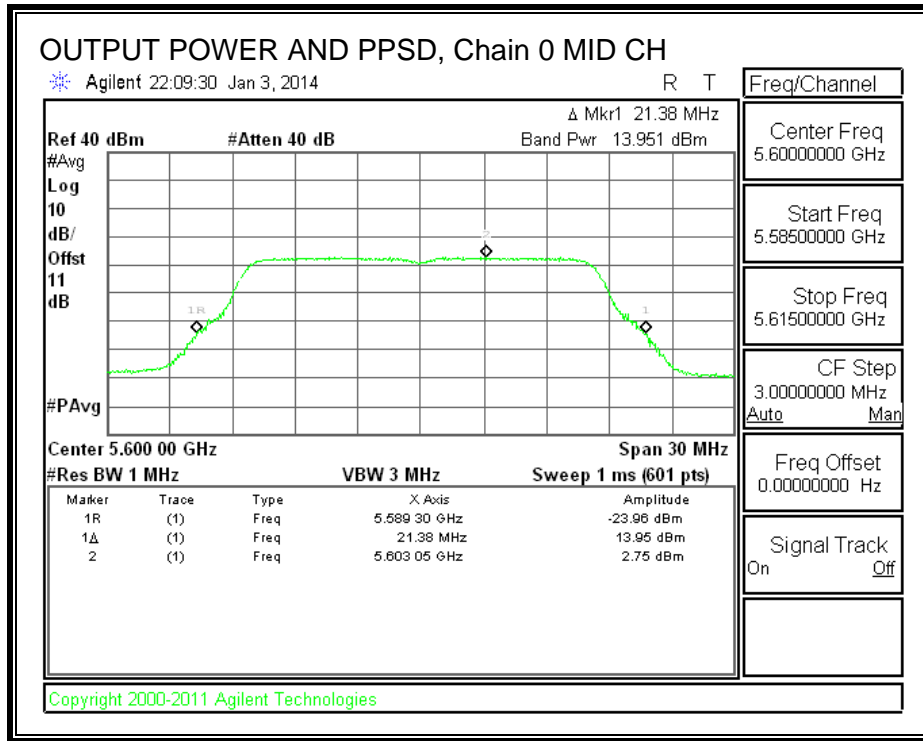 OUTPUT POWER AND PPSD, Chain 0 MID CH
Agilent 22:09:30 Jan 3, 2014 R T
Freq/Channel
Δ Mkr1 21.38 MHz
Ref 40 dBm #Atten 40 dB Band Pwr 13.951 dBm
#Avg
Log
10
dB/
Offst
11
dB
#PAvg
2
1R
1
Center 5.600 00 GHz Span 30 MHz
#Res BW 1 MHz VBW 3 MHz Sweep 1 ms (601 pts)
Marker Trace Type X Axis Amplitude
1R (1) Freq 5.589 30 GHz -23.96 dBm
1Δ (1) Freq 21.38 MHz 13.95 dBm
2 (1) Freq 5.603 05 GHz 2.75 dBm
Center Freq
5.60000000 GHz
Start Freq
5.58500000 GHz
Stop Freq
5.61500000 GHz
CF Step
3.00000000 MHz
Auto Man
Freq Offset
0.00000000 Hz
Signal Track
On Off
Copyright 2000-2011 Agilent Technologies